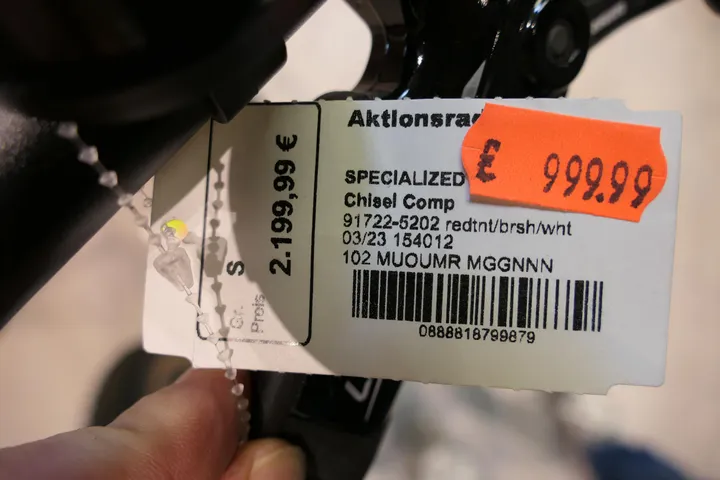 Aktionsra
£ 999.99
SPECIALIZED
Chisel Comp
91722-5202 redtnt/brsh/wht
03/23 154012
102 MUOUMR MGGNNN
0888818799879
Gr. S
Preis 2.199,99 €